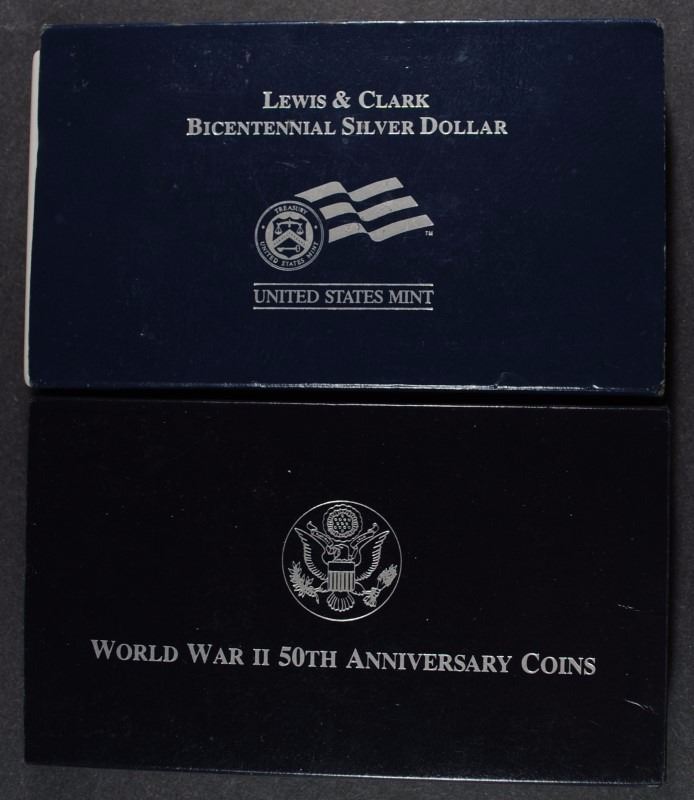 LEWIS & CLARK
BICENTENNIAL SILVER DOLLAR
TREASURY
UNITED STATES MINT
TM
UNITED STATES MINT
WORLD WAR II 50TH ANNIVERSARY COINS